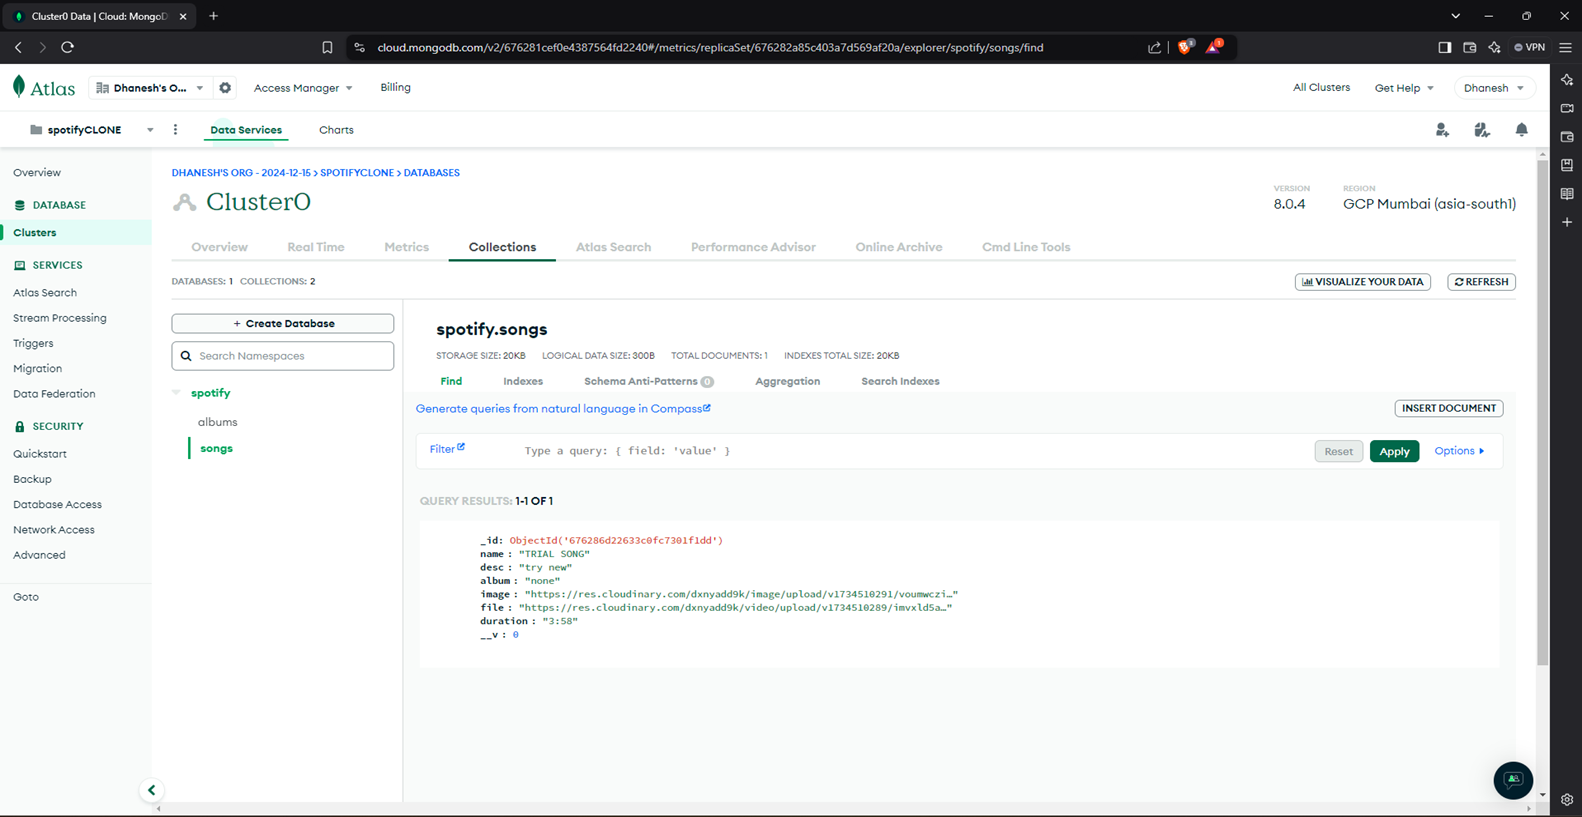 Cluster0 Data | Cloud: MongoD
cloud.mongodb.com/v2/676281cef0e4387564fd2240#/metrics/replicaSet/676282a85c403a7d569af20a/explorer/spotify/songs/find
VPN
Atlas
Dhanesh's O...
Access Manager
Billing
All Clusters
Get Help
Dhanesh
spotifyCLONE
Data Services
Charts
Overview
DATABASE
Clusters
SERVICES
Atlas Search
Stream Processing
Triggers
Migration
Data Federation
SECURITY
Quickstart
Backup
Database Access
Network Access
Advanced
Goto
DHANESH'S ORG - 2024-12-15 > SPOTIFYCLONE > DATABASES
Cluster0
VERSION
8.0.4
REGION
GCP Mumbai (asia-south1)
Overview
Real Time
Metrics
Collections
Atlas Search
Performance Advisor
Online Archive
Cmd Line Tools
DATABASES: 1 COLLECTIONS: 2
VISUALIZE YOUR DATA
REFRESH
+ Create Database
Search Namespaces
spotify
albums
songs
spotify.songs
STORAGE SIZE: 20KB LOGICAL DATA SIZE: 300B TOTAL DOCUMENTS: 1 INDEXES TOTAL SIZE: 20KB
Find
Indexes
Schema Anti-Patterns 0
Aggregation
Search Indexes
Generate queries from natural language in Compass
INSERT DOCUMENT
Filter
Type a query: { field: 'value' }
Reset
Apply
Options
QUERY RESULTS: 1-1 OF 1
_id: ObjectId('676286d22633c0fc7301f1dd')
name : "TRIAL SONG"
desc : "try new"
album : "none"
image : "https://res.cloudinary.com/dxnyadd9k/image/upload/v1734510291/voumwczi…"
file : "https://res.cloudinary.com/dxnyadd9k/video/upload/v1734510289/imvxld5a…"
duration : "3:58"
__v : 0